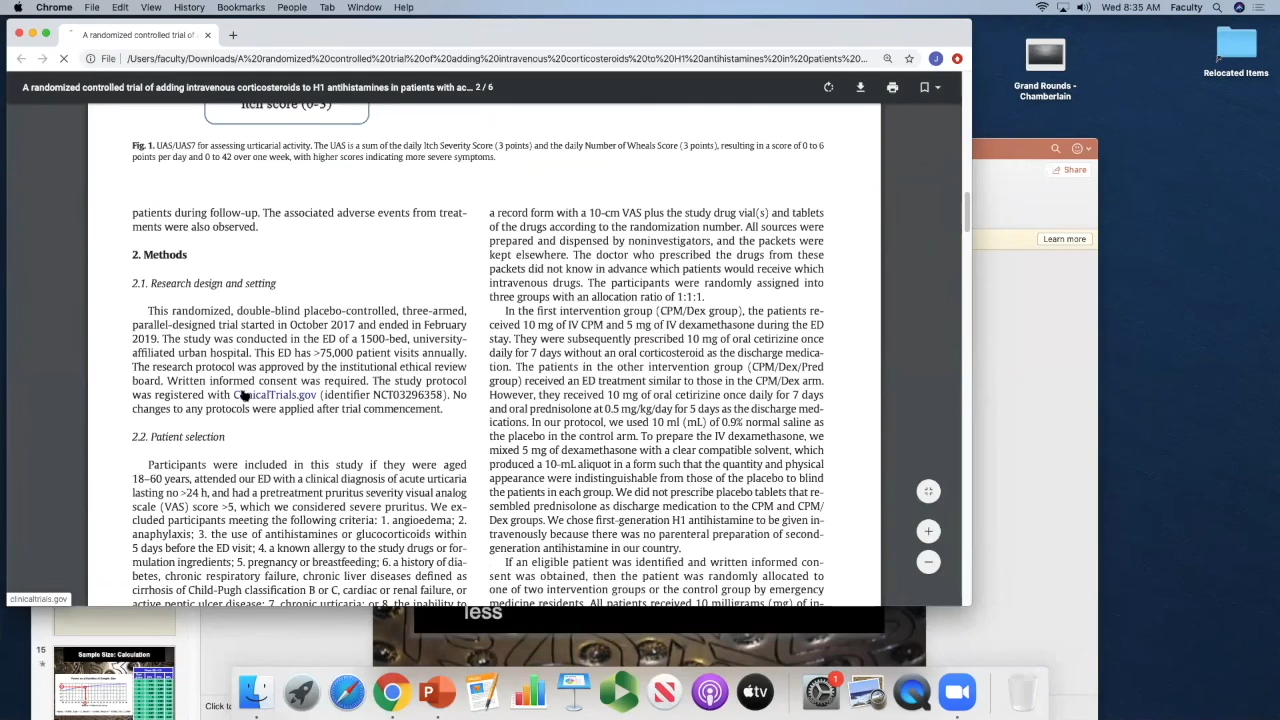 Chrome File Edit View History Bookmarks People Tab Window Help
Wed 8:35 AM Faculty
A randomized controlled trial of
File /Users/faculty/Downloads/A%20randomized%20controlled%20trial%20of%20adding%20intravenous%20corticosteroids%20to%20H1%20antihistamines%20in%20patients%20...
J
A randomized controlled trial of adding intravenous corticosteroids to H1 antihistamines in patients with ac... 2 / 6
Itch score (0-3)
Fig. 1. UAS/UAS7 for assessing urticarial activity. The UAS is a sum of the daily Itch Severity Score (3 points) and the daily Number of Wheals Score (3 points), resulting in a score of 0 to 6
points per day and 0 to 42 over one week, with higher scores indicating more severe symptoms.
patients during follow-up. The associated adverse events from treat-
ments were also observed.
2. Methods
2.1. Research design and setting
This randomized, double-blind placebo-controlled, three-armed,
parallel-designed trial started in October 2017 and ended in February
2019. The study was conducted in the ED of a 1500-bed, university-
affiliated urban hospital. This ED has >75,000 patient visits annually.
The research protocol was approved by the institutional ethical review
board. Written informed consent was required. The study protocol
was registered with ClinicalTrials.gov (identifier NCT03296358). No
changes to any protocols were applied after trial commencement.
2.2. Patient selection
Participants were included in this study if they were aged
18–60 years, attended our ED with a clinical diagnosis of acute urticaria
lasting no >24 h, and had a pretreatment pruritus severity visual analog
scale (VAS) score >5, which we considered severe pruritus. We ex-
cluded participants meeting the following criteria: 1. angioedema; 2.
anaphylaxis; 3. the use of antihistamines or glucocorticoids within
5 days before the ED visit; 4. a known allergy to the study drugs or for-
mulation ingredients; 5. pregnancy or breastfeeding; 6. a history of dia-
betes, chronic respiratory failure, chronic liver diseases defined as
cirrhosis of Child-Pugh classification B or C, cardiac or renal failure, or
active peptic ulcer disease; 7. chronic urticaria; or 8. the inability to
a record form with a 10-cm VAS plus the study drug vial(s) and tablets
of the drugs according to the randomization number. All sources were
prepared and dispensed by noninvestigators, and the packets were
kept elsewhere. The doctor who prescribed the drugs from these
packets did not know in advance which patients would receive which
intravenous drugs. The participants were randomly assigned into
three groups with an allocation ratio of 1:1:1.
In the first intervention group (CPM/Dex group), the patients re-
ceived 10 mg of IV CPM and 5 mg of IV dexamethasone during the ED
stay. They were subsequently prescribed 10 mg of oral cetirizine once
daily for 7 days without an oral corticosteroid as the discharge medica-
tion. The patients in the other intervention group (CPM/Dex/Pred
group) received an ED treatment similar to those in the CPM/Dex arm.
However, they received 10 mg of oral cetirizine once daily for 7 days
and oral prednisolone at 0.5 mg/kg/day for 5 days as the discharge med-
ications. In our protocol, we used 10 ml (mL) of 0.9% normal saline as
the placebo in the control arm. To prepare the IV dexamethasone, we
mixed 5 mg of dexamethasone with a clear compatible solvent, which
produced a 10-mL aliquot in a form such that the quantity and physical
appearance were indistinguishable from those of the placebo to blind
the patients in each group. We did not prescribe placebo tablets that re-
sembled prednisolone as discharge medication to the CPM and CPM/
Dex groups. We chose first-generation H1 antihistamine to be given in-
travenously because there was no parenteral preparation of second-
generation antihistamine in our country.
If an eligible patient was identified and written informed con-
sent was obtained, then the patient was randomly allocated to
one of two intervention groups or the control group by emergency
medicine residents. All patients received 10 milligrams (mg) of in-
clinicaltrials.gov
Grand Rounds -
Chamberlain
Relocated Items
Share
Learn more
less
15
Sample Size: Calculation
Click to
1